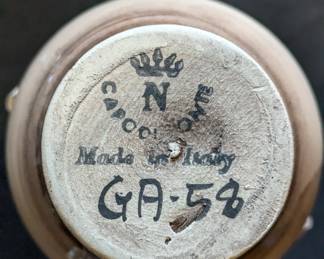 N
CAPODIMONTE
Made in Italy
GA-58